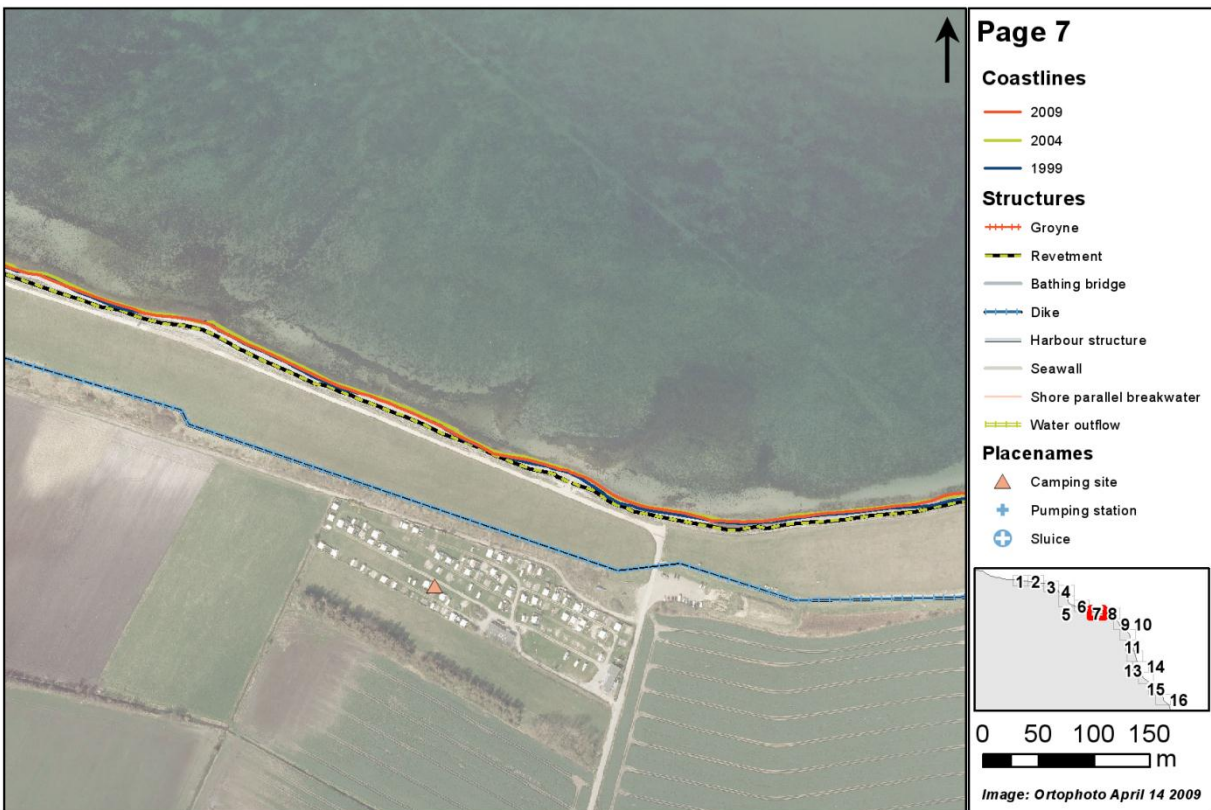 Page 7
Coastlines
2009
2004
1999
Structures
Groyne
Revetment
Bathing bridge
Dike
Harbour structure
Seawall
Shore parallel breakwater
Water outflow
Placenames
Camping site
Pumping station
Sluice
1 2 3 4
5 6 7 8
9 10
11
13 14
15 16
0 50 100 150
m
Image: Ortophoto April 14 2009